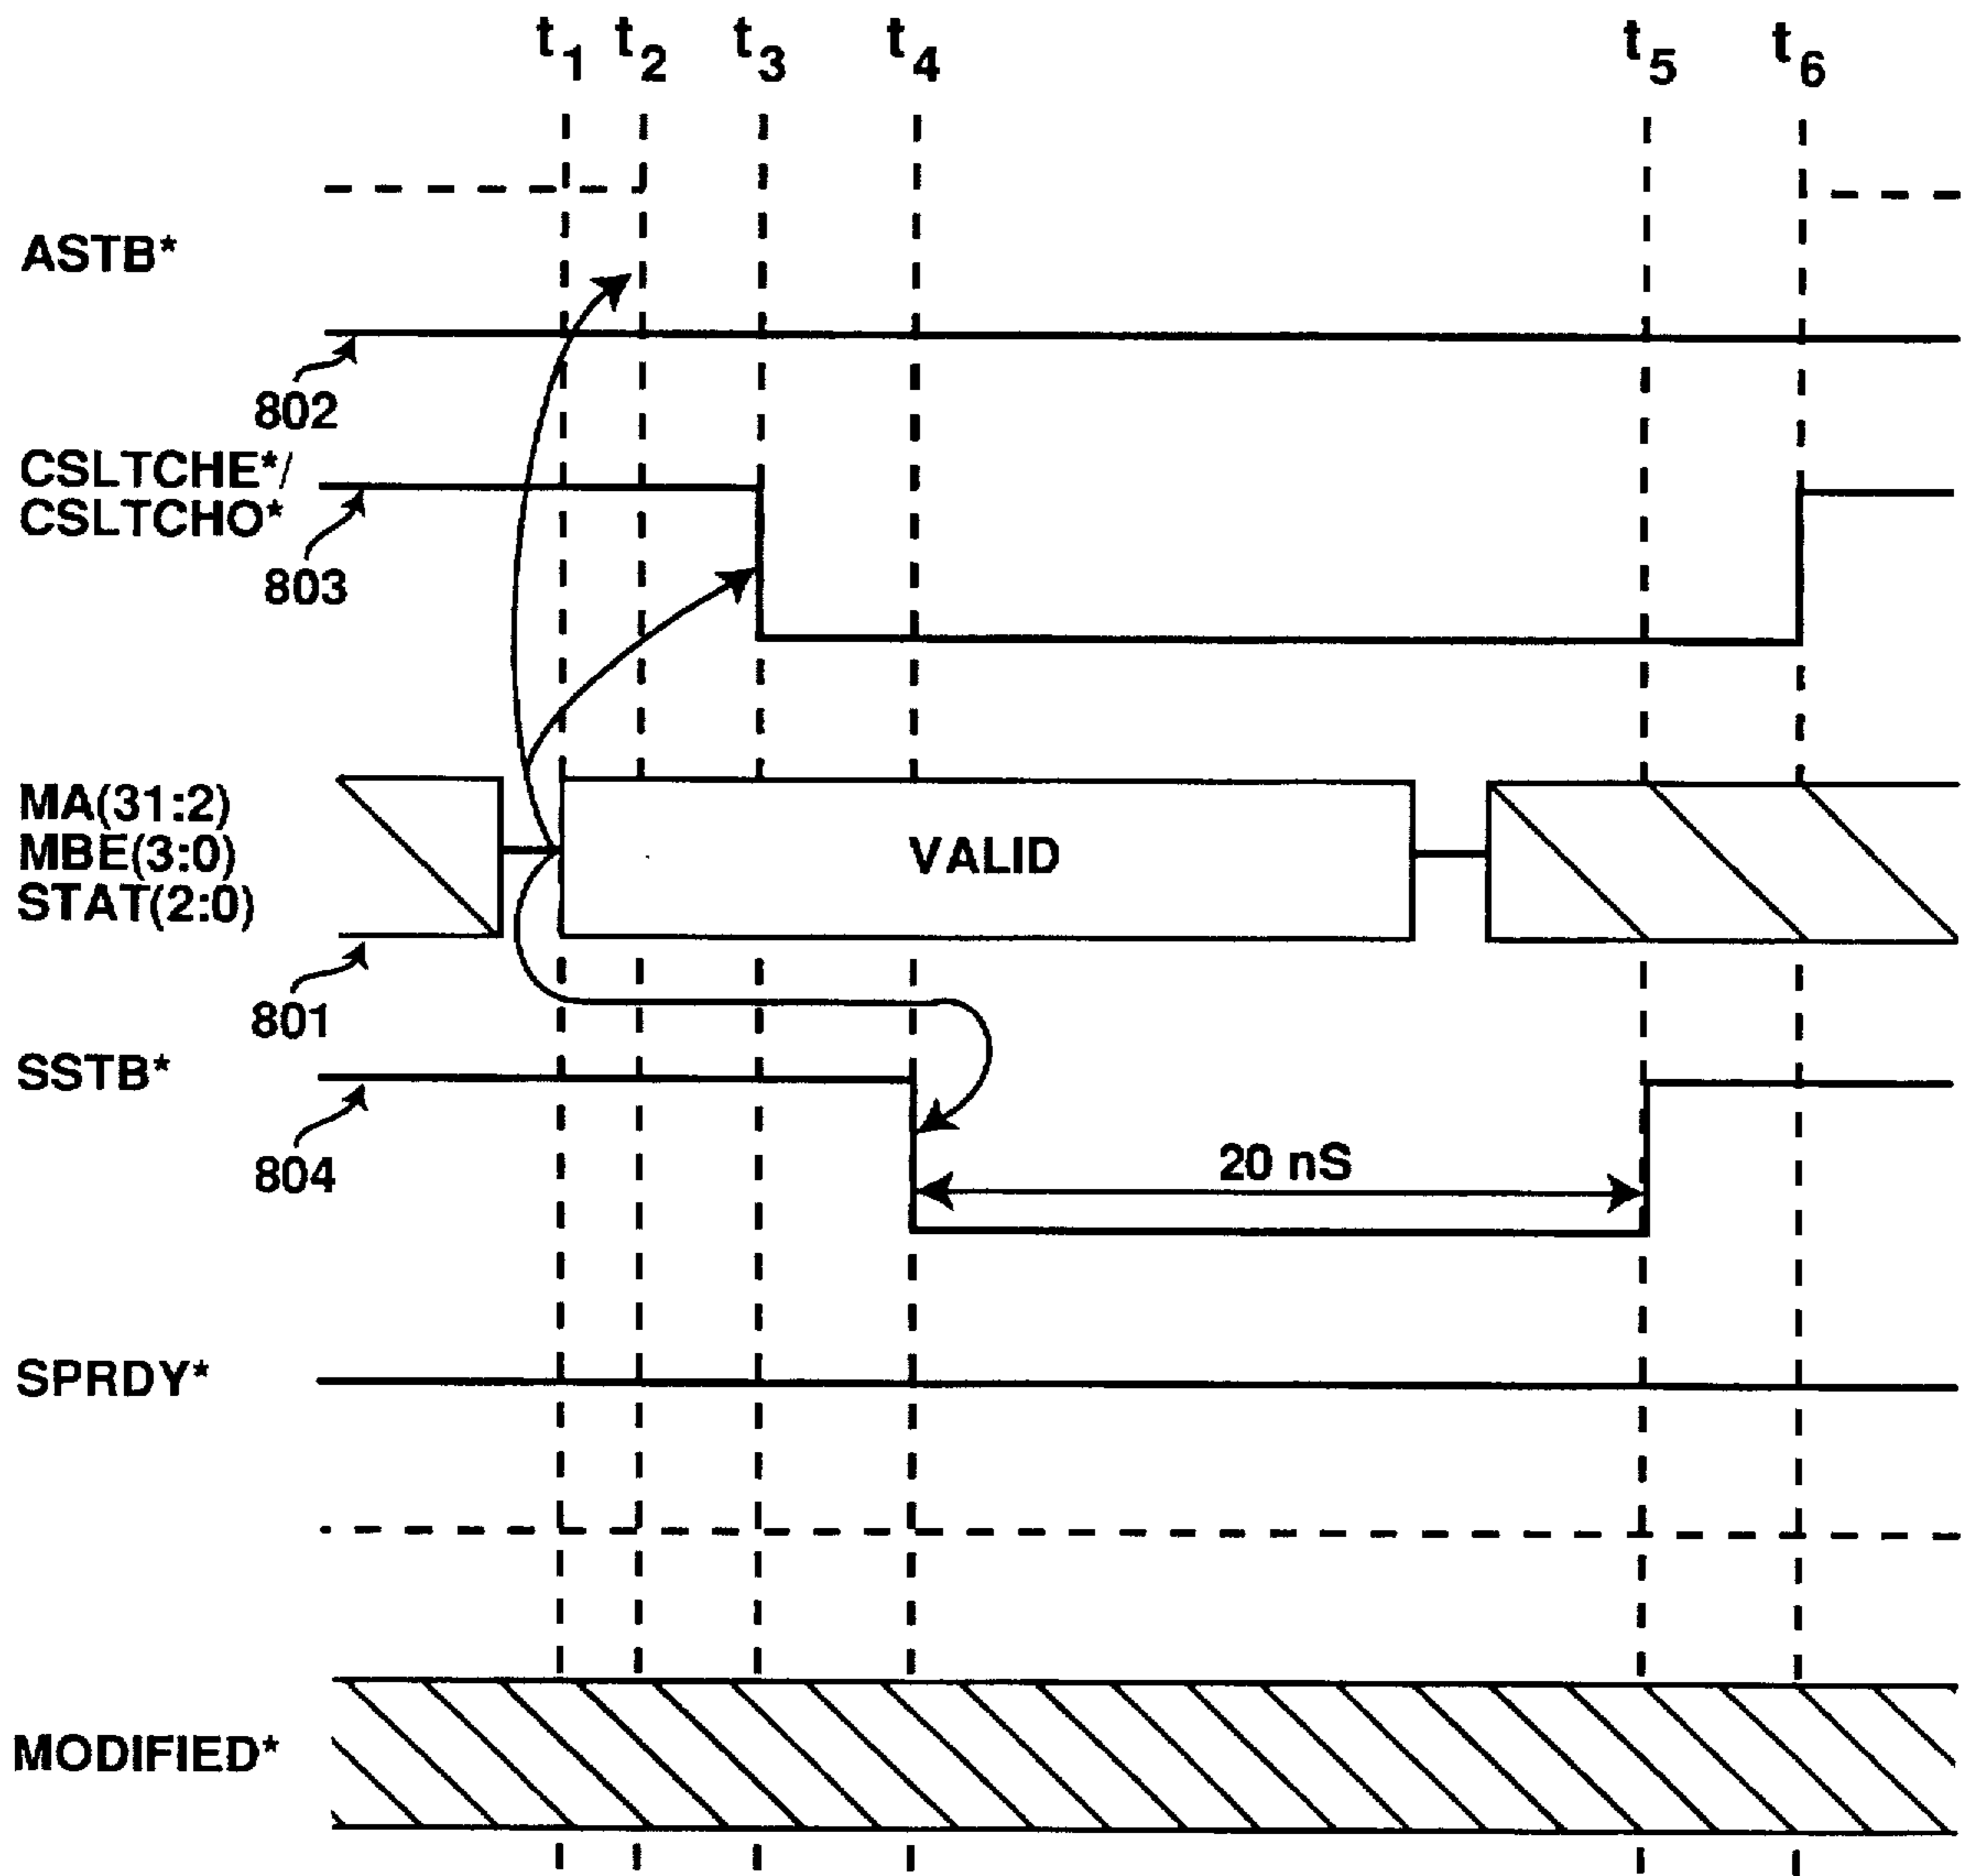 t1 t2 t3 t4 t5 t6
ASTB*
802
CSLTCHE*/
CSLTCHO*
803
MA(31:2)
MBE(3:0)
STAT(2:0)
VALID
801
SSTB*
804
20 nS
SPRDY*
MODIFIED*